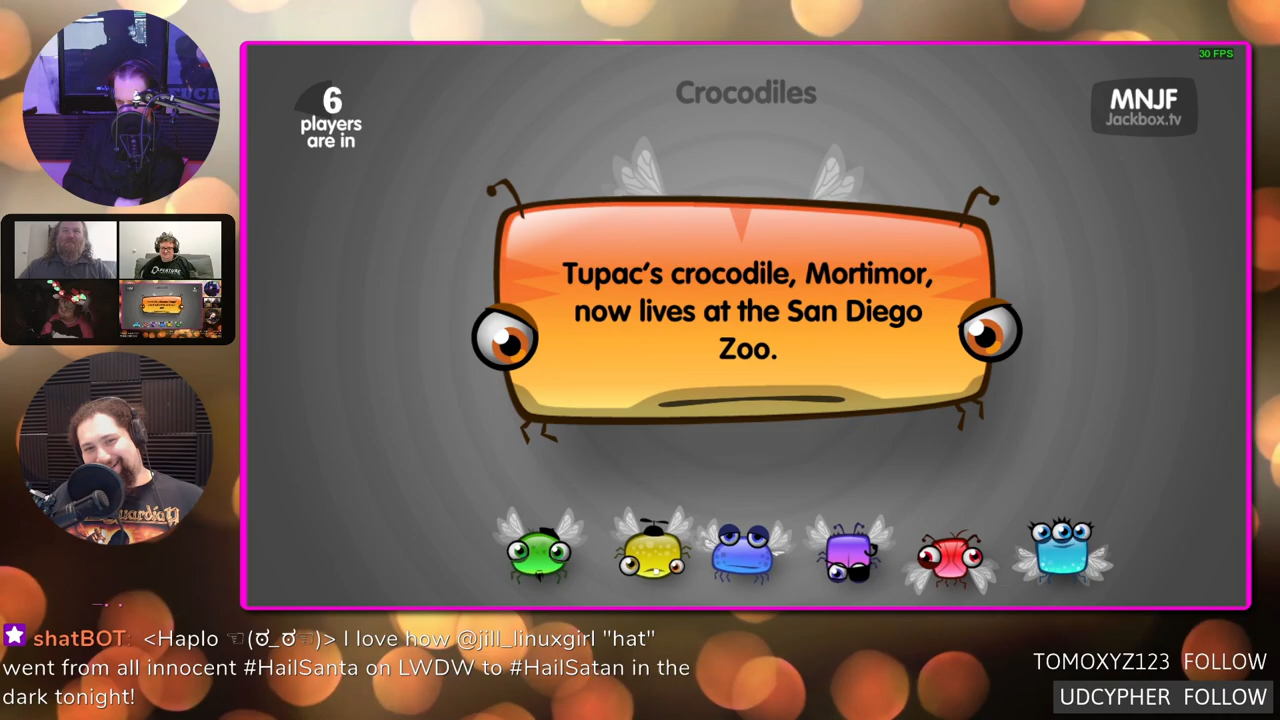 30 FPS
6
players
are in
Crocodiles
MNJF
Jackbox.tv
Tupac's crocodile, Mortimor,
now lives at the San Diego
Zoo.
shatBOT: <Haplo ☜(ಠ_ಠ☜)> I love how @jill_linuxgirl "hat"
went from all innocent #HailSanta on LWDW to #HailSatan in the
dark tonight!
TOMOXYZ123 FOLLOW
UDCYPHER FOLLOW